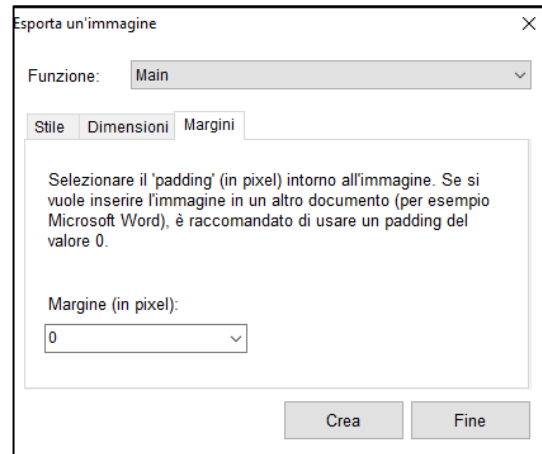 Esporta un'immagine
Funzione: Main
Stile Dimensioni Margini
Selezionare il 'padding' (in pixel) intorno all'immagine. Se si
vuole inserire l'immagine in un altro documento (per esempio
Microsoft Word), è raccomandato di usare un padding del
valore 0.
Margine (in pixel):
0
Crea Fine